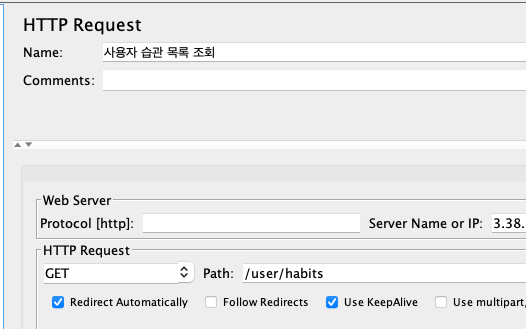 HTTP Request
Name: 사용자 습관 목록 조회
Comments:
Web Server
Protocol [http]: Server Name or IP: 3.38.
HTTP Request
GET Path: /user/habits
Redirect Automatically Follow Redirects Use KeepAlive Use multipart,